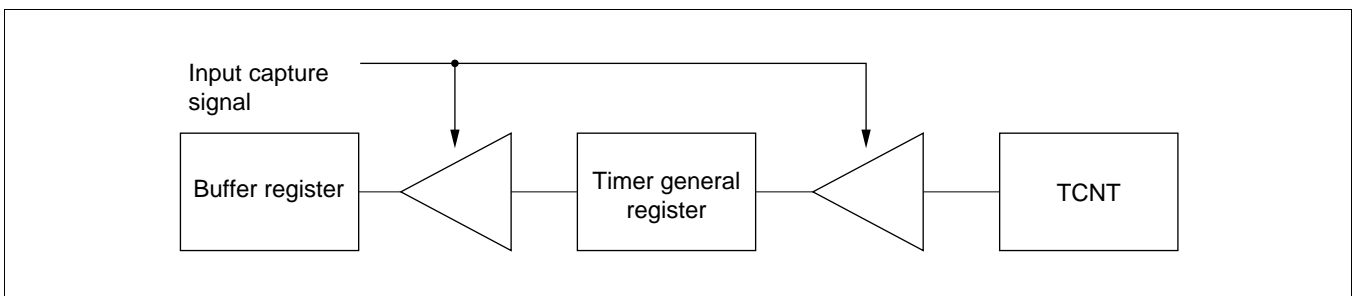 Input capture
signal
Buffer register
Timer general
register
TCNT